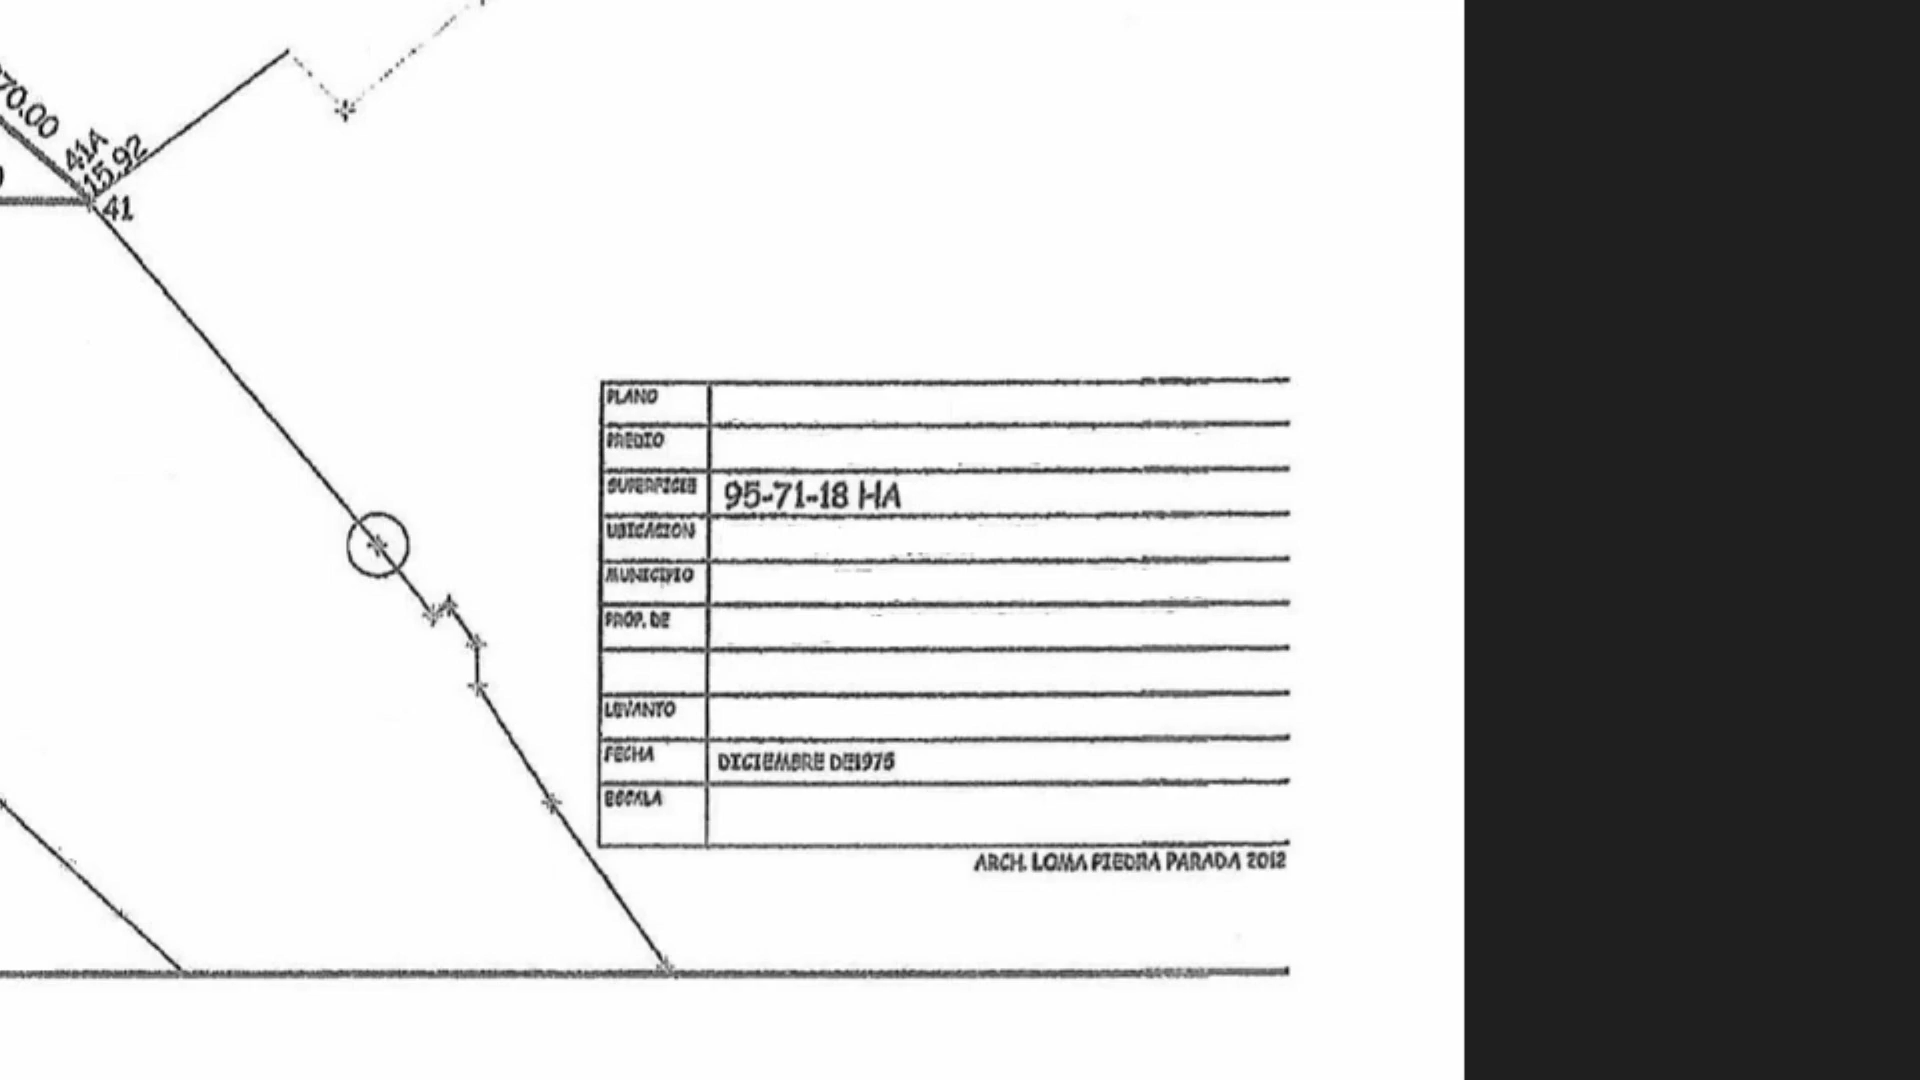 70.00
41A
15.92
41
PLANO
PREDIO
SUPERFICIE 95-71-18 HA
UBICACION
MUNICIPIO
PROP. DE
LEVANTO
FECHA DICIEMBRE DE1975
ESCALA
ARCH. LOMA PIEDRA PARADA 2012